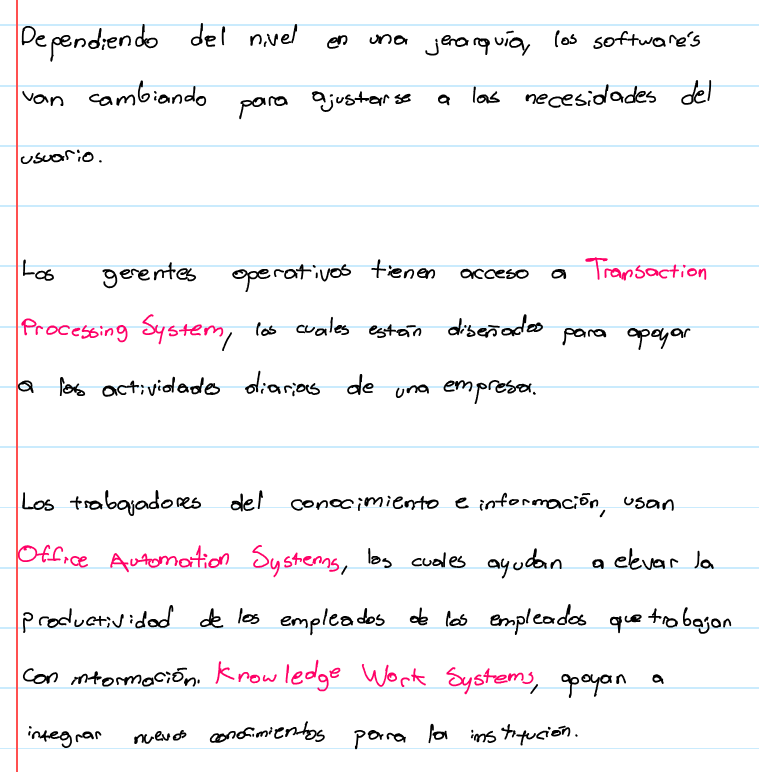 Dependiendo del nivel en una jerarquía, los software's
van cambiando para ajustarse a las necesidades del
usuario.
Los gerentes operativos tienen acceso a Transaction
Processing System, los cuales están diseñados para apoyar
a las actividades diarias de una empresa.
Los trabajadores del conocimiento e información, usan
Office Automation Systems, los cuales ayudan a elevar la
productividad de los empleados de los empleados que trabajan
con información. Knowledge Work Systems, apoyan a
integrar nuevos conocimientos para la institución.